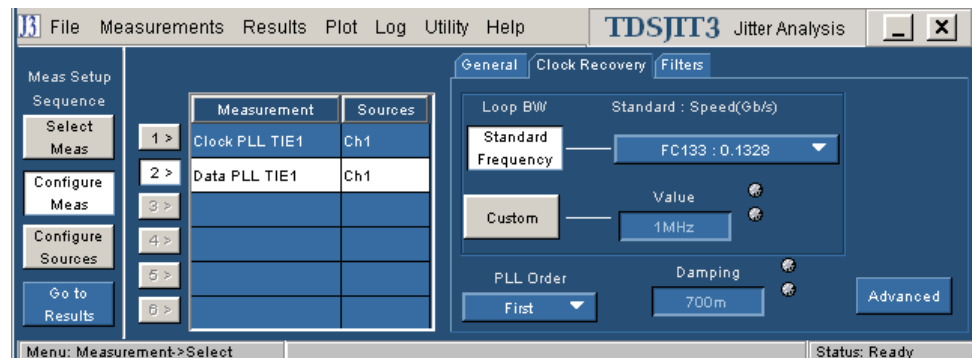 J3 File Measurements Results Plot Log Utility Help TDSJIT3 Jitter Analysis
Meas Setup
Sequence
Select
Meas
Configure
Meas
Configure
Sources
Go to
Results
Measurement Sources
1 > Clock PLL TIE1 Ch1
2 > Data PLL TIE1 Ch1
3 >
4 >
5 >
6 >
General Clock Recovery Filters
Loop BW Standard : Speed(Gb/s)
Standard
Frequency
FC133 : 0.1328
Custom
Value
1MHz
PLL Order
First
Damping
700m
Advanced
Menu: Measurement->Select Status: Ready